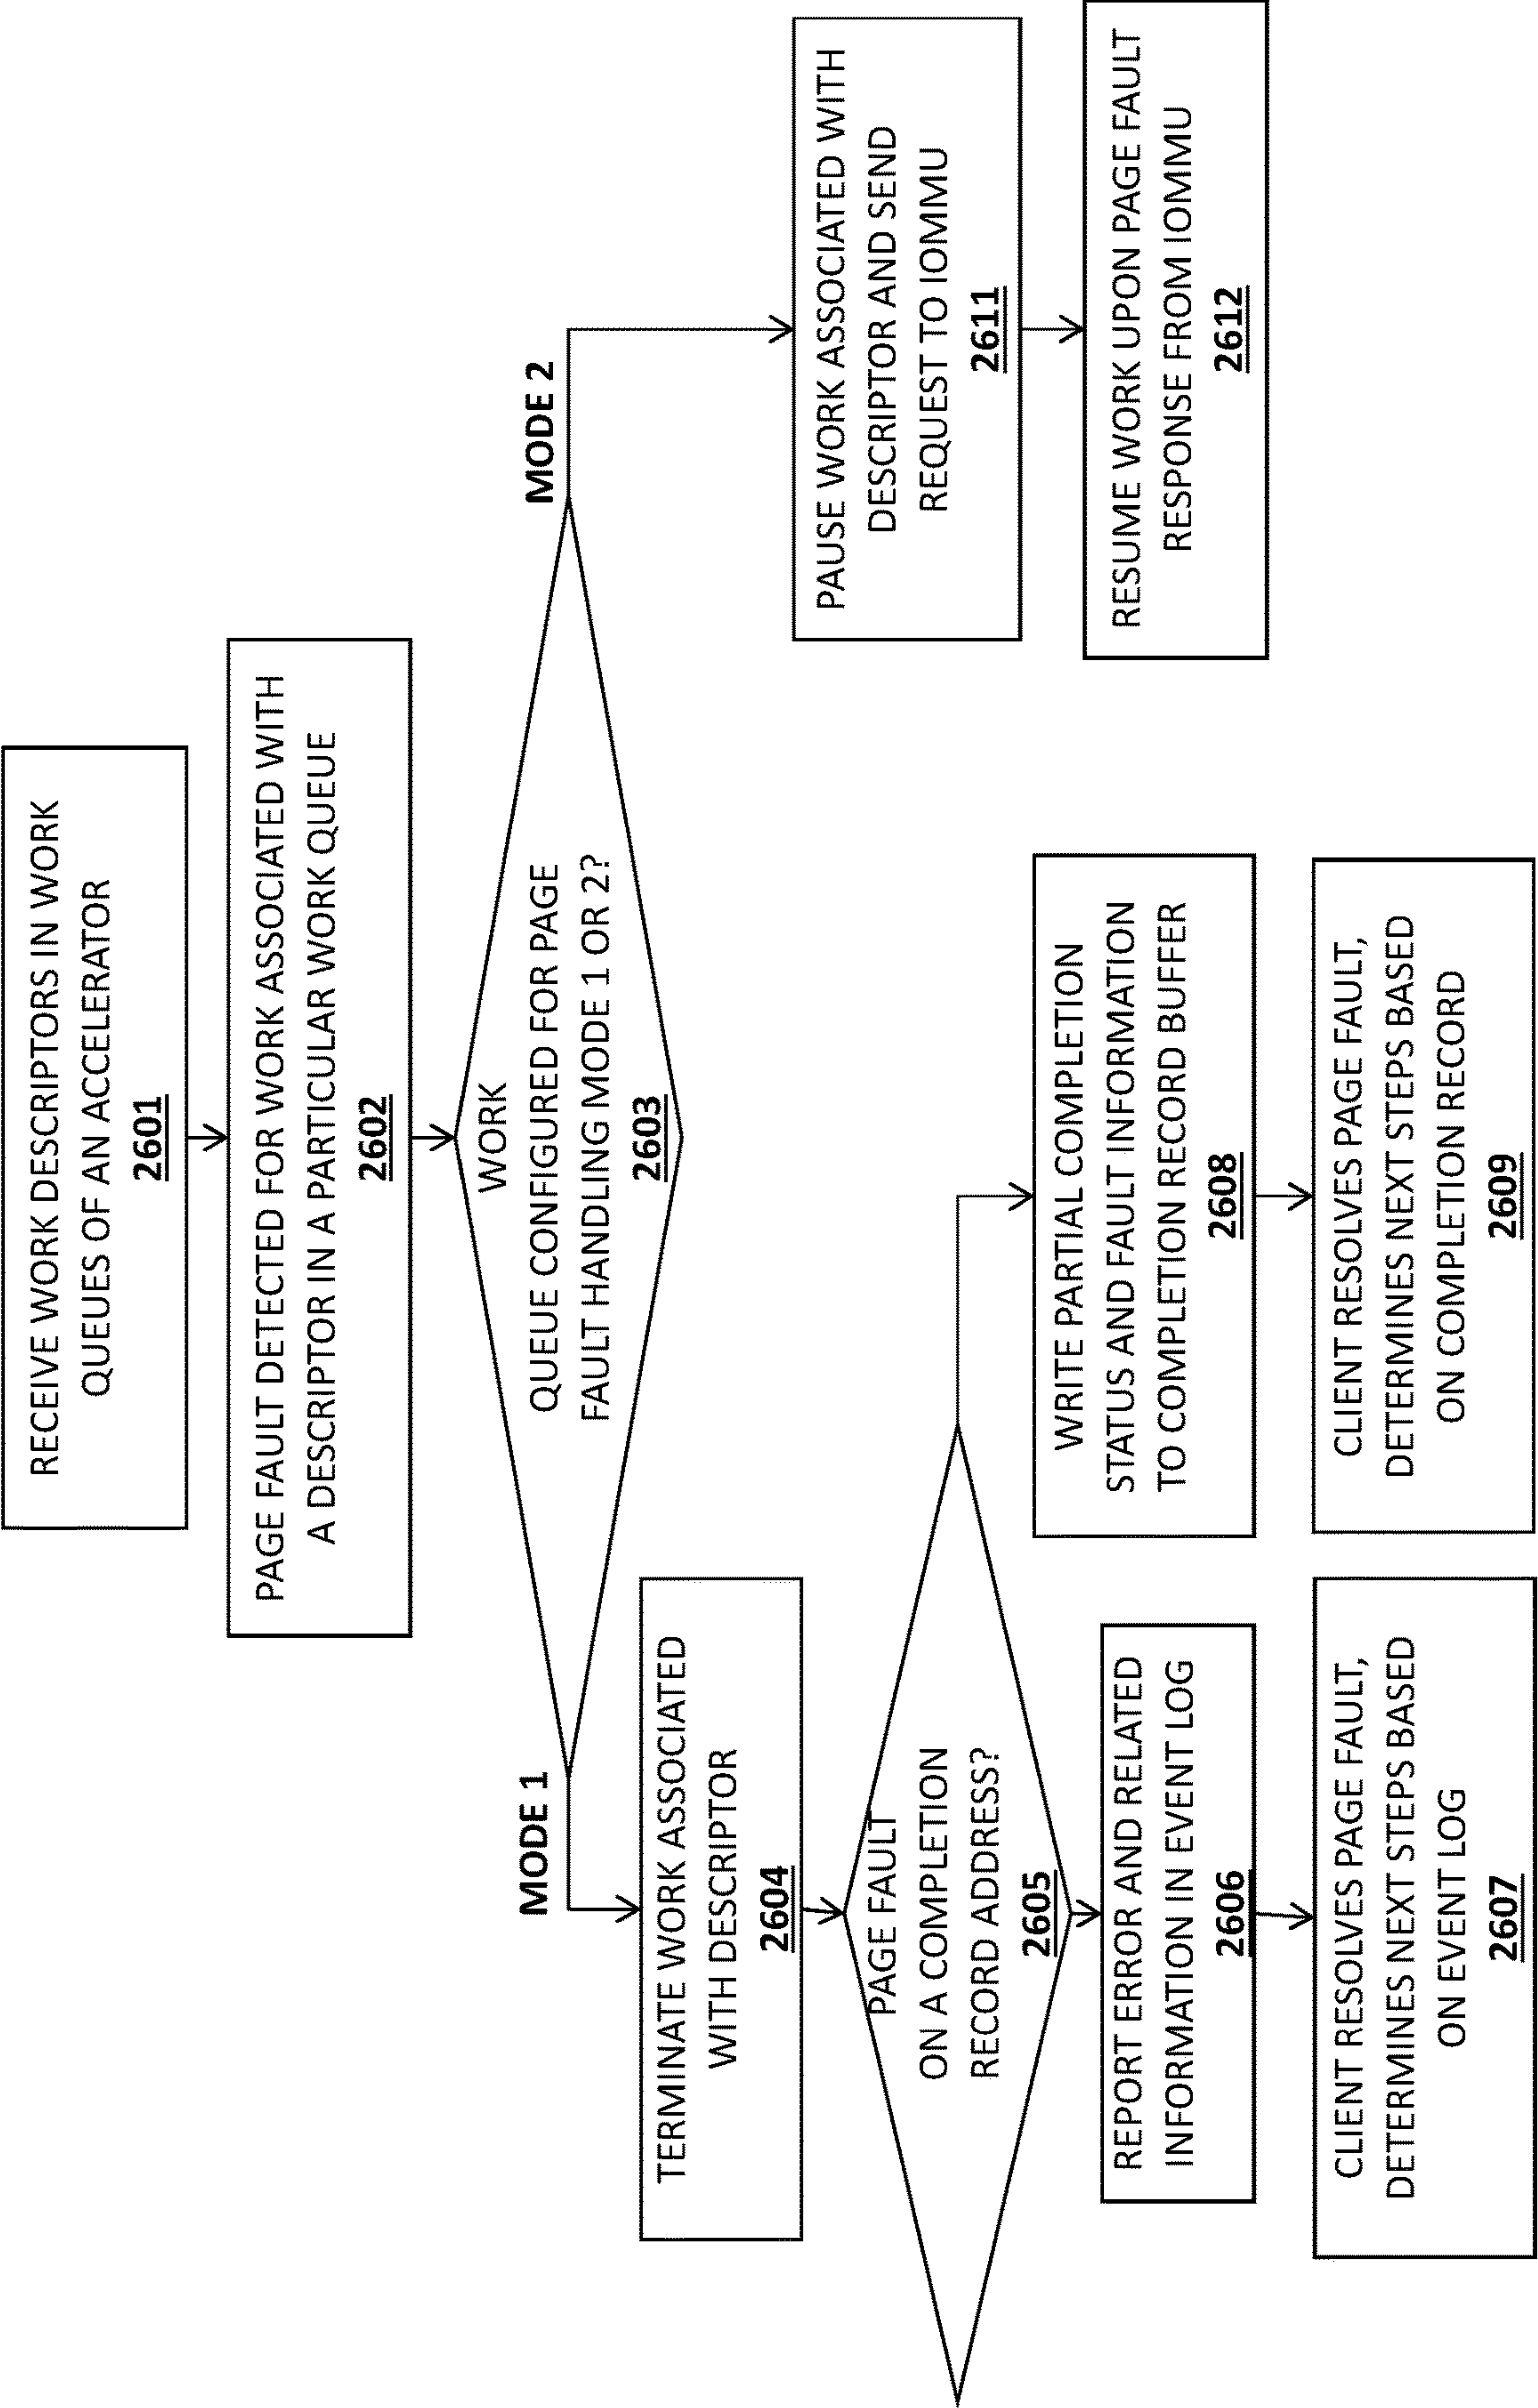 RECEIVE WORK DESCRIPTORS IN WORK
QUEUES OF AN ACCELERATOR
2601
PAGE FAULT DETECTED FOR WORK ASSOCIATED WITH
A DESCRIPTOR IN A PARTICULAR WORK QUEUE
2602
WORK
QUEUE CONFIGURED FOR PAGE
FAULT HANDLING MODE 1 OR 2?
2603
MODE 1
TERMINATE WORK ASSOCIATED
WITH DESCRIPTOR
2604
PAGE FAULT
ON A COMPLETION
RECORD ADDRESS?
2605
REPORT ERROR AND RELATED
INFORMATION IN EVENT LOG
2606
CLIENT RESOLVES PAGE FAULT,
DETERMINES NEXT STEPS BASED
ON EVENT LOG
2607
WRITE PARTIAL COMPLETION
STATUS AND FAULT INFORMATION
TO COMPLETION RECORD BUFFER
2608
CLIENT RESOLVES PAGE FAULT,
DETERMINES NEXT STEPS BASED
ON COMPLETION RECORD
2609
MODE 2
PAUSE WORK ASSOCIATED WITH
DESCRIPTOR AND SEND
REQUEST TO IOMMU
2611
RESUME WORK UPON PAGE FAULT
RESPONSE FROM IOMMU
2612